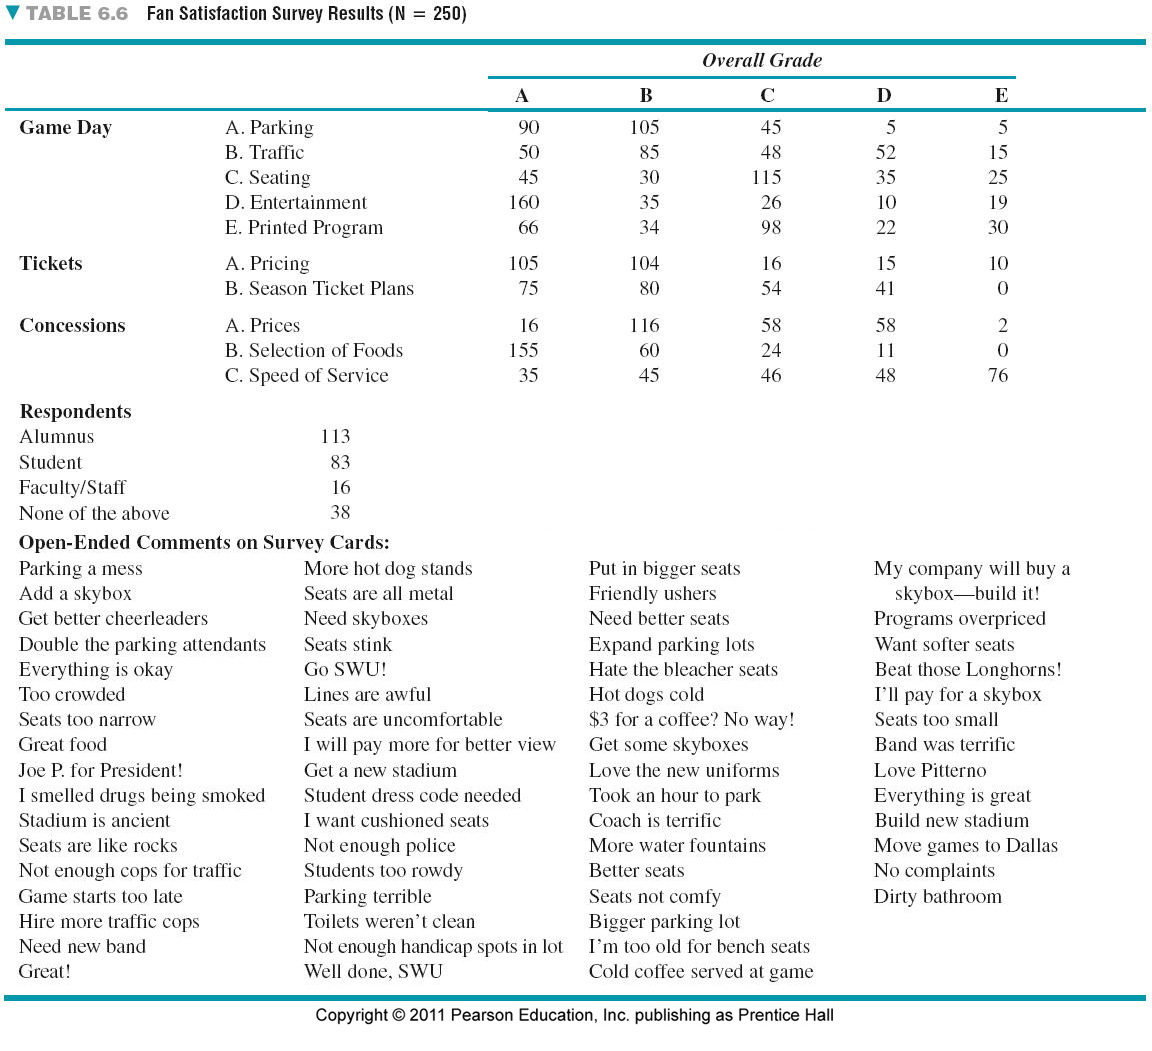 ▼ TABLE 6.6 Fan Satisfaction Survey Results (N = 250)
Overall Grade
A B C D E
Game Day A. Parking 90 105 45 5 5
B. Traffic 50 85 48 52 15
C. Seating 45 30 115 35 25
D. Entertainment 160 35 26 10 19
E. Printed Program 66 34 98 22 30
Tickets A. Pricing 105 104 16 15 10
B. Season Ticket Plans 75 80 54 41 0
Concessions A. Prices 16 116 58 58 2
B. Selection of Foods 155 60 24 11 0
C. Speed of Service 35 45 46 48 76
Respondents
Alumnus 113
Student 83
Faculty/Staff 16
None of the above 38
Open-Ended Comments on Survey Cards:
Parking a mess
Add a skybox
Get better cheerleaders
Double the parking attendants
Everything is okay
Too crowded
Seats too narrow
Great food
Joe P. for President!
I smelled drugs being smoked
Stadium is ancient
Seats are like rocks
Not enough cops for traffic
Game starts too late
Hire more traffic cops
Need new band
Great!
More hot dog stands
Seats are all metal
Need skyboxes
Seats stink
Go SWU!
Lines are awful
Seats are uncomfortable
I will pay more for better view
Get a new stadium
Student dress code needed
I want cushioned seats
Not enough police
Students too rowdy
Parking terrible
Toilets weren't clean
Not enough handicap spots in lot
Well done, SWU
Put in bigger seats
Friendly ushers
Need better seats
Expand parking lots
Hate the bleacher seats
Hot dogs cold
$3 for a coffee? No way!
Get some skyboxes
Love the new uniforms
Took an hour to park
Coach is terrific
More water fountains
Better seats
Seats not comfy
Bigger parking lot
I'm too old for bench seats
Cold coffee served at game
My company will buy a
skybox—build it!
Programs overpriced
Want softer seats
Beat those Longhorns!
I'll pay for a skybox
Seats too small
Band was terrific
Love Pitterno
Everything is great
Build new stadium
Move games to Dallas
No complaints
Dirty bathroom
Copyright © 2011 Pearson Education, Inc. publishing as Prentice Hall